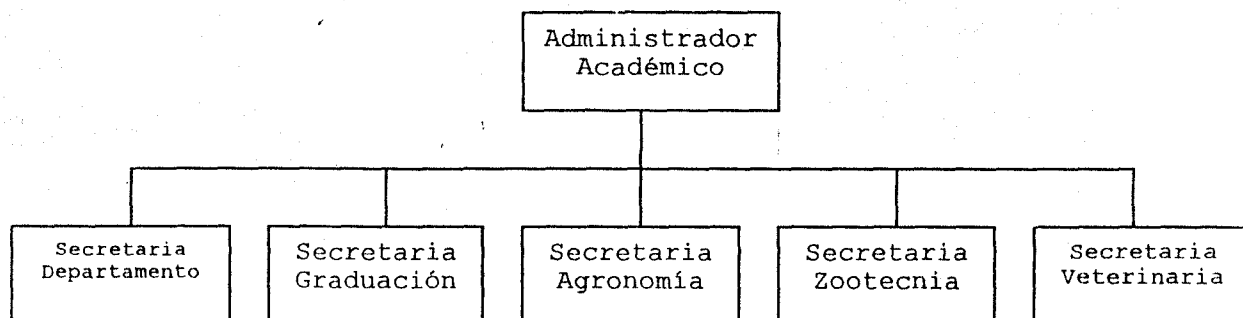 Administrador
Académico
Secretaria
Departamento
Secretaria
Graduación
Secretaria
Agronomía
Secretaria
Zootecnia
Secretaria
Veterinaria